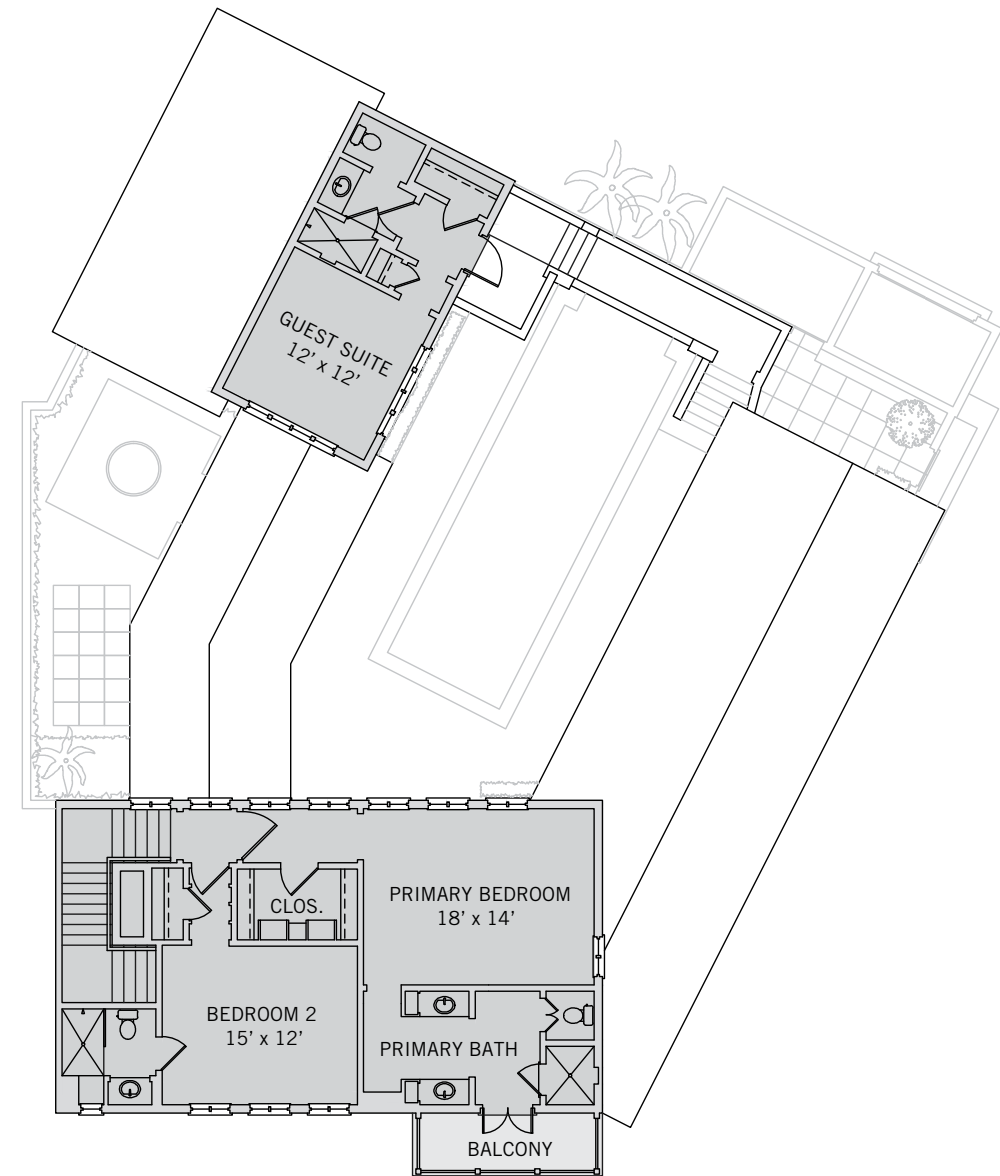 GUEST SUITE
12’ x 12’
PRIMARY BEDROOM
18’ x 14’
CLOS.
BEDROOM 2
15’ x 12’
PRIMARY BATH
BALCONY